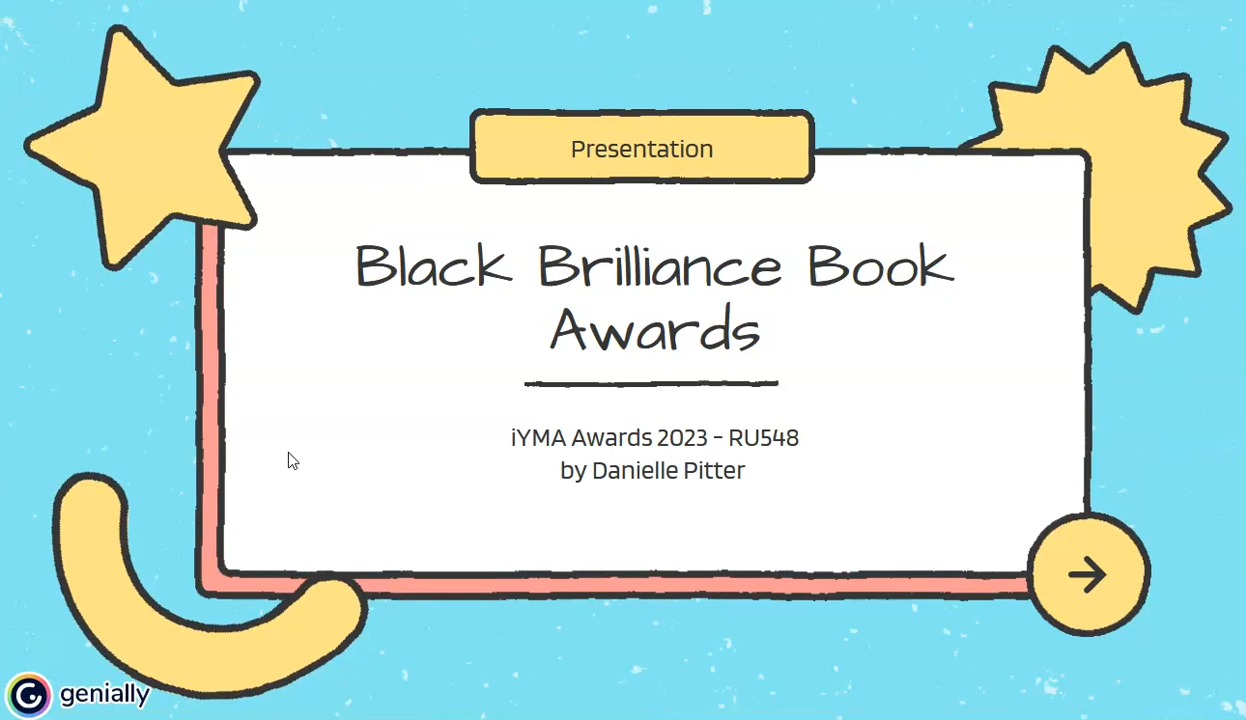 Presentation
Black Brilliance Book
Awards
iYMA Awards 2023 - RU548
by Danielle Pitter
genially